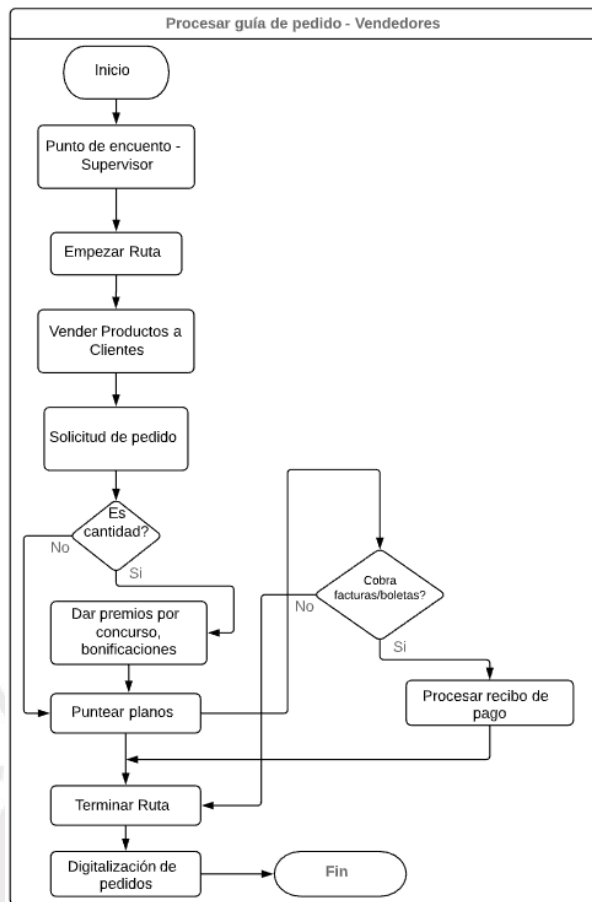 Procesar guía de pedido - Vendedores
Inicio
Punto de encuento -
Supervisor
Empezar Ruta
Vender Productos a
Clientes
Solicitud de pedido
Es
cantidad?
No
Si
Cobra
facturas/boletas?
No
Si
Dar premios por
concurso,
bonificaciones
Puntear planos
Procesar recibo de
pago
Terminar Ruta
Digitalización de
pedidos
Fin